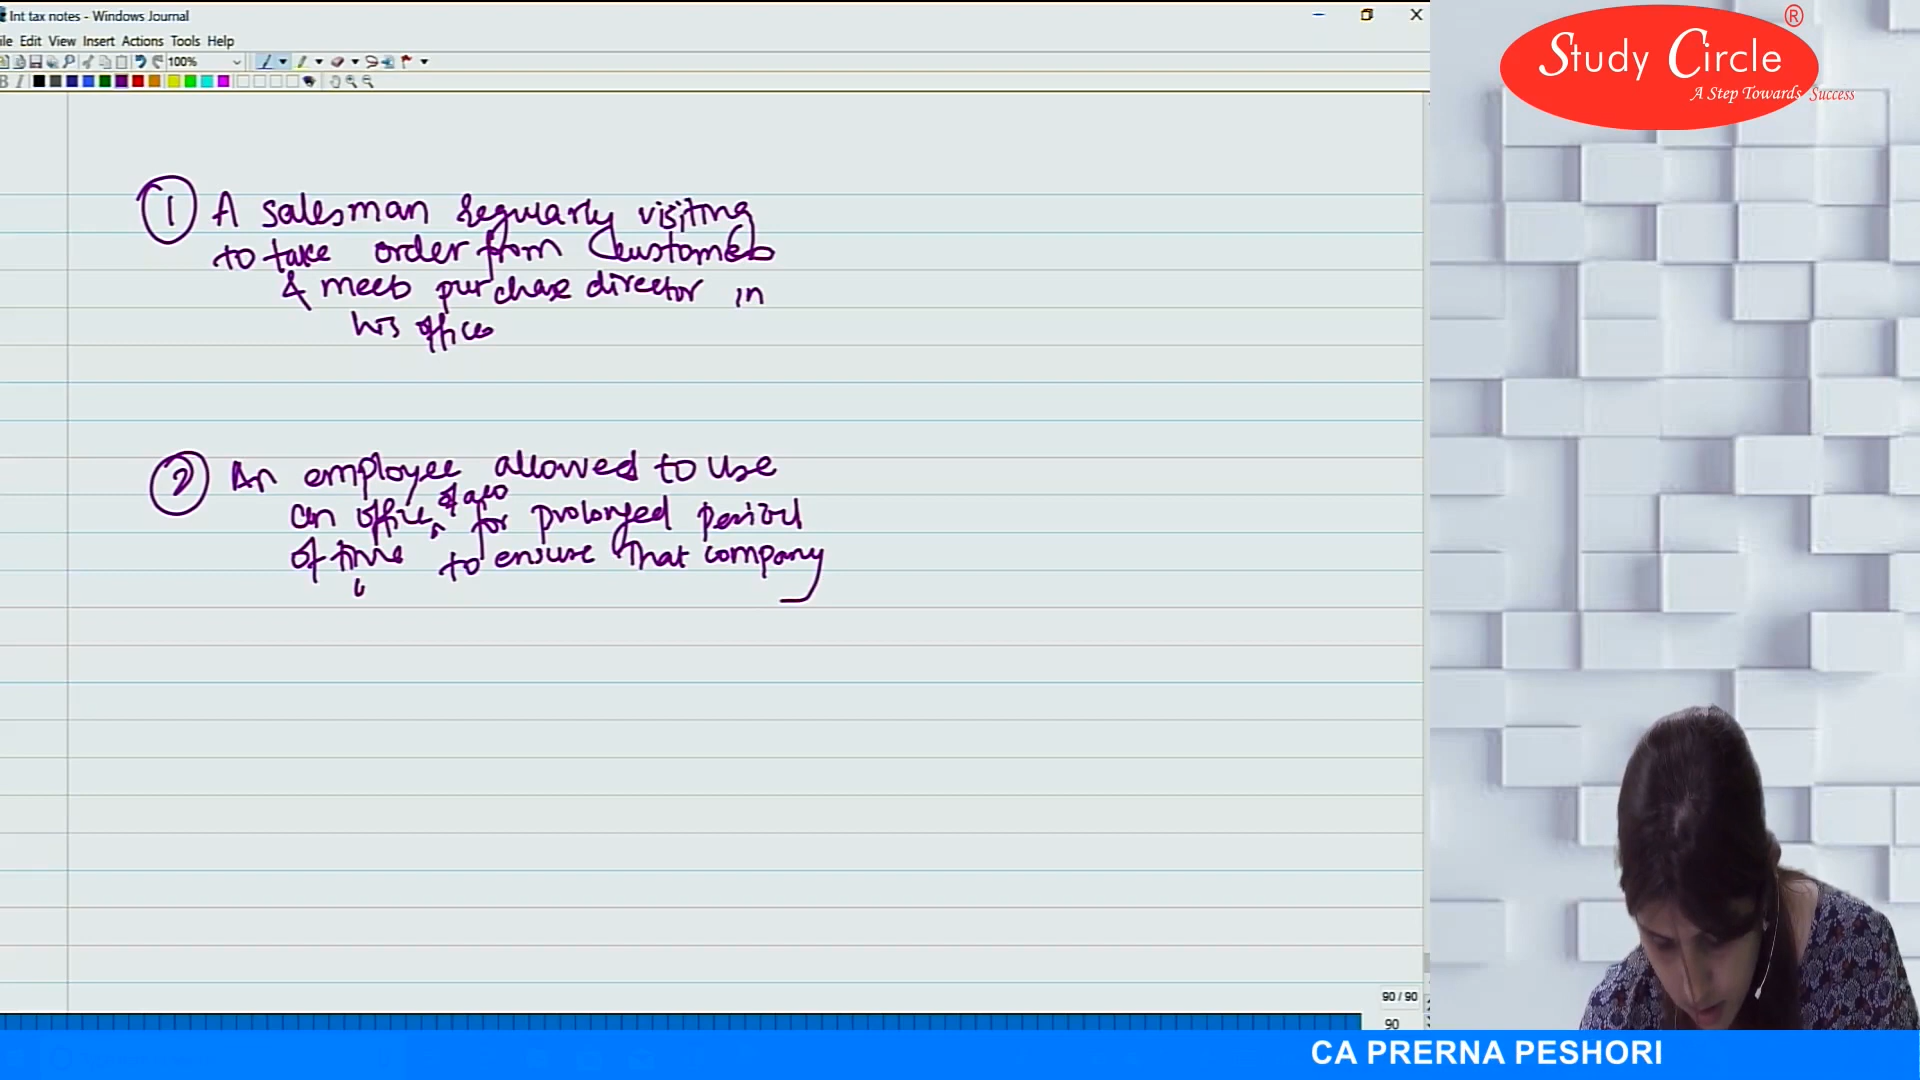 Int tax notes - Windows Journal
ile Edit View Insert Actions Tools Help
100%
B I
Study Circle ®
A Step Towards Success
① A salesman regularly visiting
to take order from customers
& meets purchase director in
his office
② An employee allowed to use
an office of
for prolonged period
of time to ensure that company
90 / 90
90
CA PRERNA PESHORI